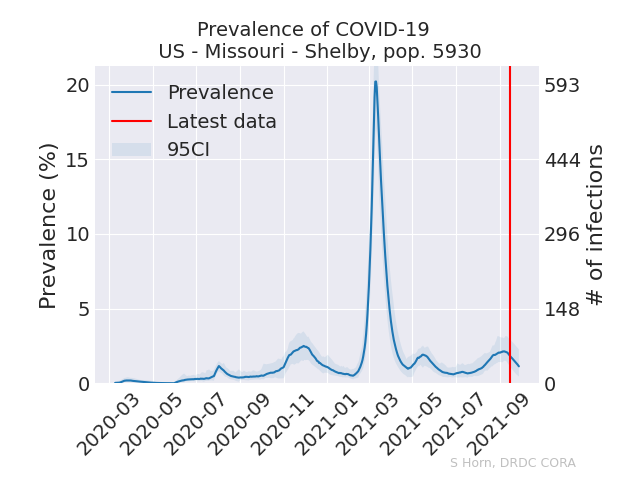 Prevalence of COVID-19
US - Missouri - Shelby, pop. 5930
Prevalence
Latest data
95CI
Prevalence (%)
20
15
10
5
0
593
444
296
148
0
# of infections
2020-03
2020-05
2020-07
2020-09
2020-11
2021-01
2021-03
2021-05
2021-07
2021-09
S Horn, DRDC CORA